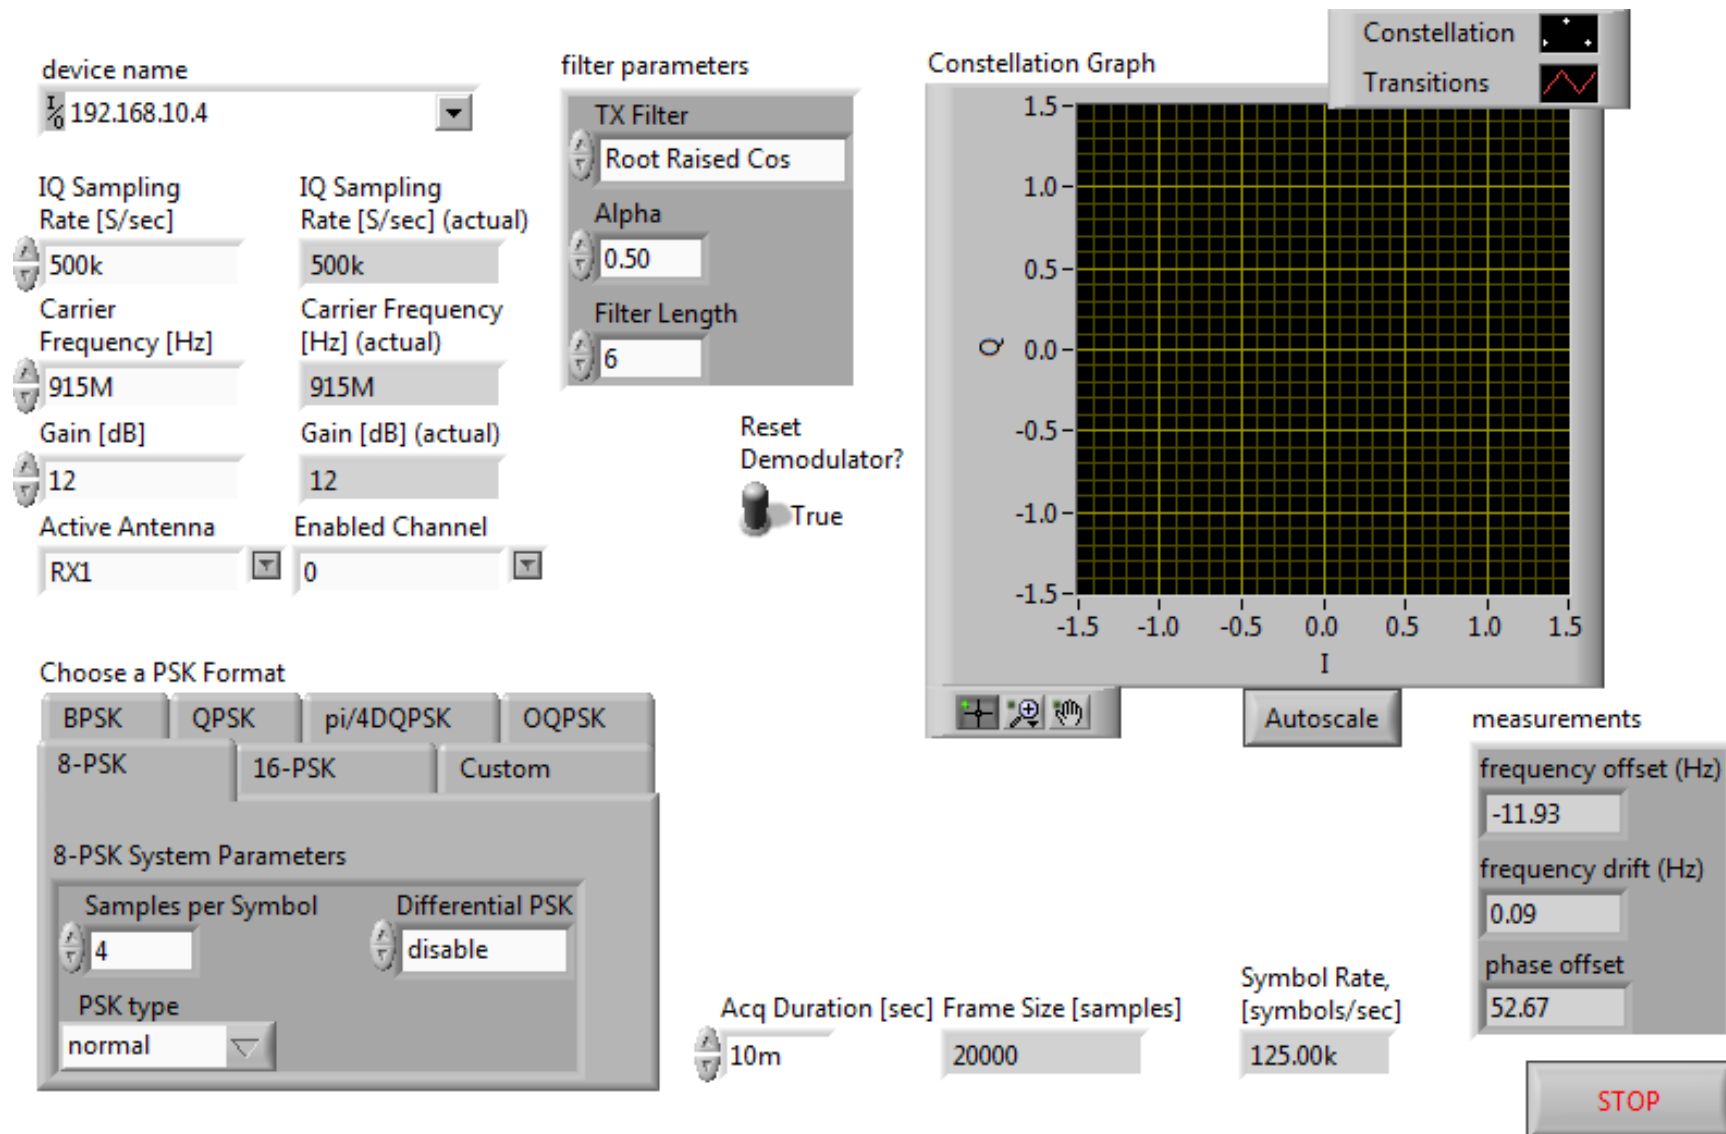 device name
192.168.10.4
IQ Sampling
Rate [S/sec]
500k
IQ Sampling
Rate [S/sec] (actual)
500k
Carrier
Frequency [Hz]
915M
Carrier Frequency
[Hz] (actual)
915M
Gain [dB]
12
Gain [dB] (actual)
12
Active Antenna
RX1
Enabled Channel
0
filter parameters
TX Filter
Root Raised Cos
Alpha
0.50
Filter Length
6
Reset
Demodulator?
True
Constellation Graph
Constellation
Transitions
1.5
1.0
0.5
0.0
-0.5
-1.0
-1.5
Q
-1.5 -1.0 -0.5 0.0 0.5 1.0 1.5
I
Autoscale
Choose a PSK Format
BPSK QPSK pi/4DQPSK OQPSK
8-PSK 16-PSK Custom
8-PSK System Parameters
Samples per Symbol
4
Differential PSK
disable
PSK type
normal
Acq Duration [sec]
10m
Frame Size [samples]
20000
Symbol Rate,
[symbols/sec]
125.00k
measurements
frequency offset (Hz)
-11.93
frequency drift (Hz)
0.09
phase offset
52.67
STOP